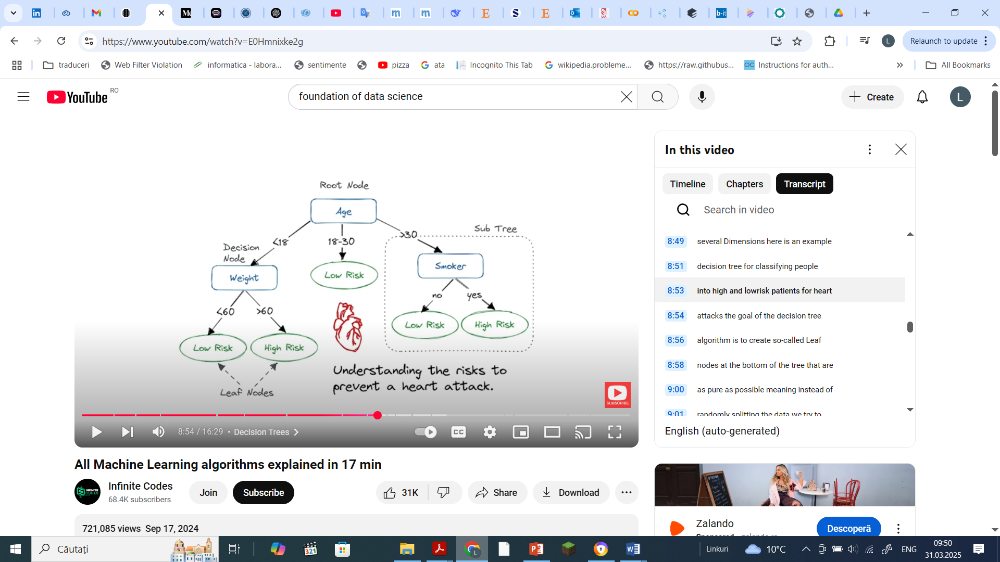 https://www.youtube.com/watch?v=E0Hmnixke2g
Relaunch to update
traduceri
Web Filter Violation
informatica - labora...
sentimente
pizza
ata
Incognito This Tab
wikipedia.probleme...
https://raw.githubus...
Instructions for auth...
All Bookmarks
YouTube RO
foundation of data science
Create
L
Root Node
Age
<18
18-30
>30
Sub Tree
Decision
Node
Weight
Low Risk
Smoker
no
yes
<60
>60
Low Risk
High Risk
Low Risk
High Risk
Leaf Nodes
Understanding the risks to
prevent a heart attack.
SUBSCRIBE
8:54 / 16:29 • Decision Trees
In this video
Timeline
Chapters
Transcript
Search in video
8:49 several Dimensions here is an example
8:51 decision tree for classifying people
8:53 into high and lowrisk patients for heart
8:54 attacks the goal of the decision tree
8:56 algorithm is to create so-called Leaf
8:58 nodes at the bottom of the tree that are
9:00 as pure as possible meaning instead of
9:01 randomly splitting the data we try to
English (auto-generated)
All Machine Learning algorithms explained in 17 min
Infinite Codes
68.4K subscribers
Join
Subscribe
31K
Share
Download
721,085 views Sep 17, 2024
Zalando
Descoperă
Căutați
Linkuri
10°C
ENG
09:50
31.03.2025